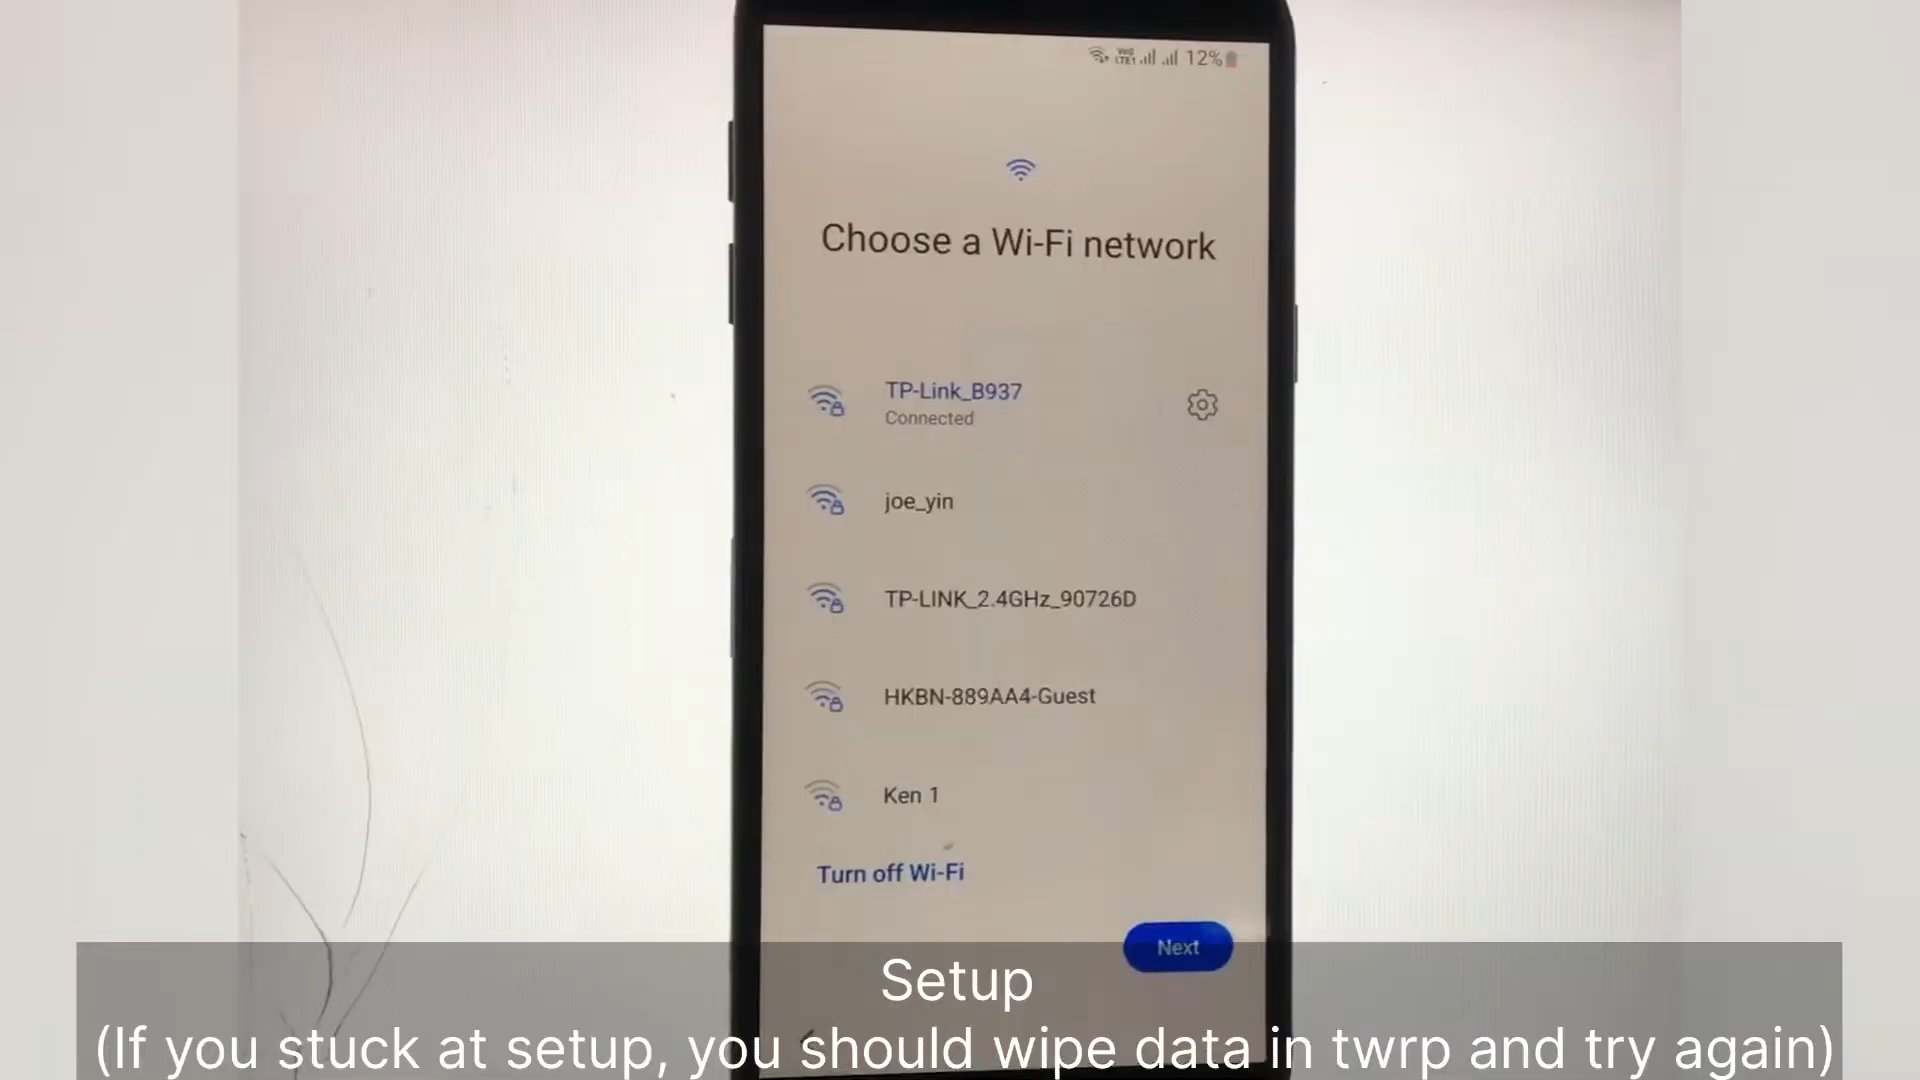 12%
Choose a Wi-Fi network
TP-Link_B937
Connected
joe_yin
TP-LINK_2.4GHz_90726D
HKBN-889AA4-Guest
Ken 1
Turn off Wi-Fi
Next
Setup
(If you stuck at setup, you should wipe data in twrp and try again)